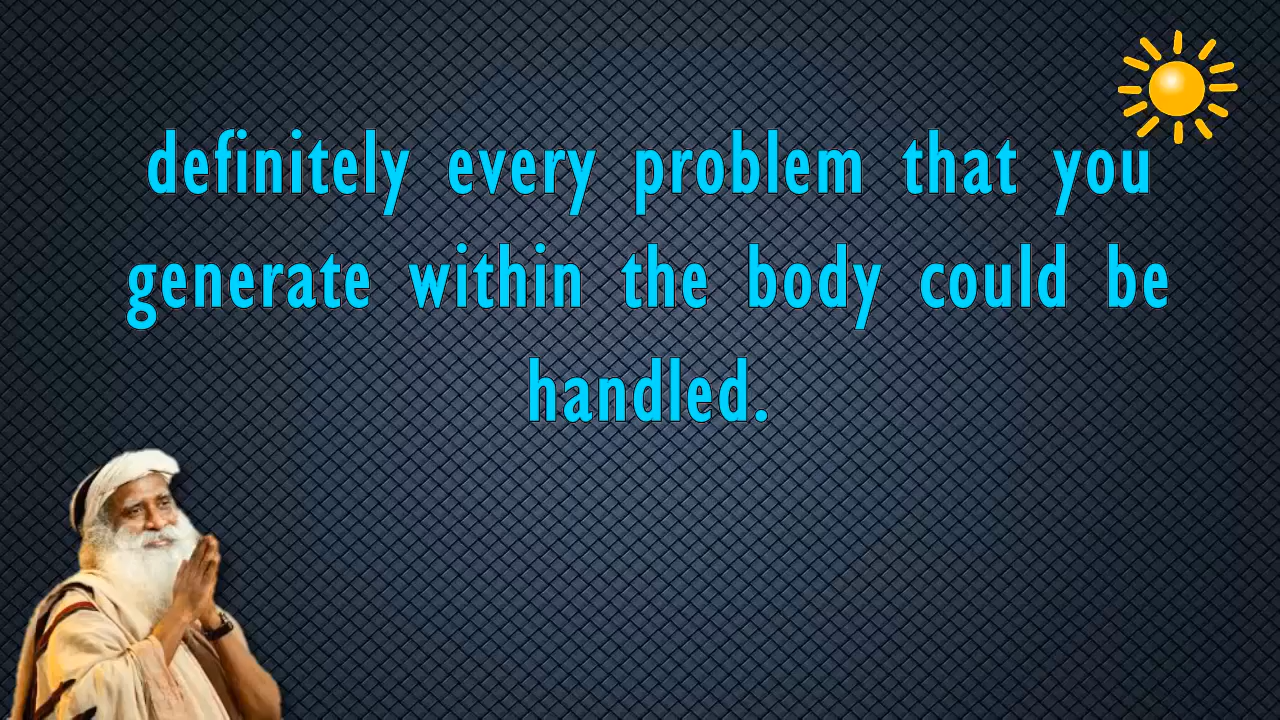 definitely every problem that you
generate within the body could be
handled.